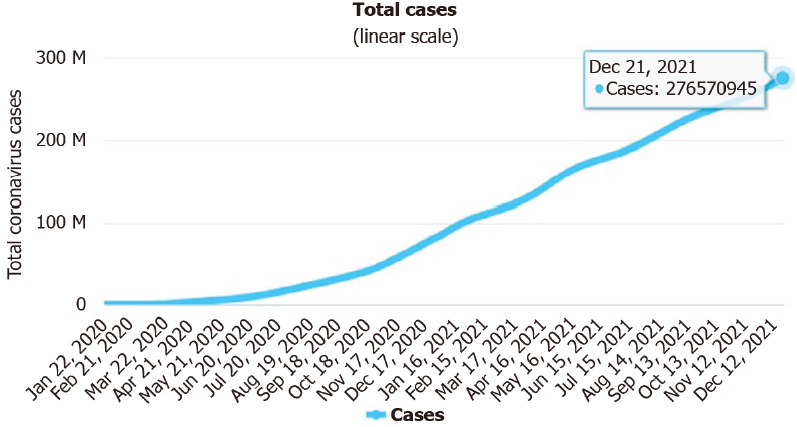 Total cases
(linear scale)
300 M
Dec 21, 2021
Cases: 276570945
200 M
100 M
0
Total coronavirus cases
Jan 22, 2020
Feb 21, 2020
Mar 22, 2020
Apr 21, 2020
May 21, 2020
Jun 20, 2020
Jul 20, 2020
Aug 19, 2020
Sep 18, 2020
Oct 18, 2020
Nov 17, 2020
Dec 17, 2020
Jan 16, 2021
Feb 15, 2021
Mar 17, 2021
Apr 16, 2021
May 16, 2021
Jun 15, 2021
Jul 15, 2021
Aug 14, 2021
Sep 13, 2021
Oct 13, 2021
Nov 12, 2021
Dec 12, 2021
Cases